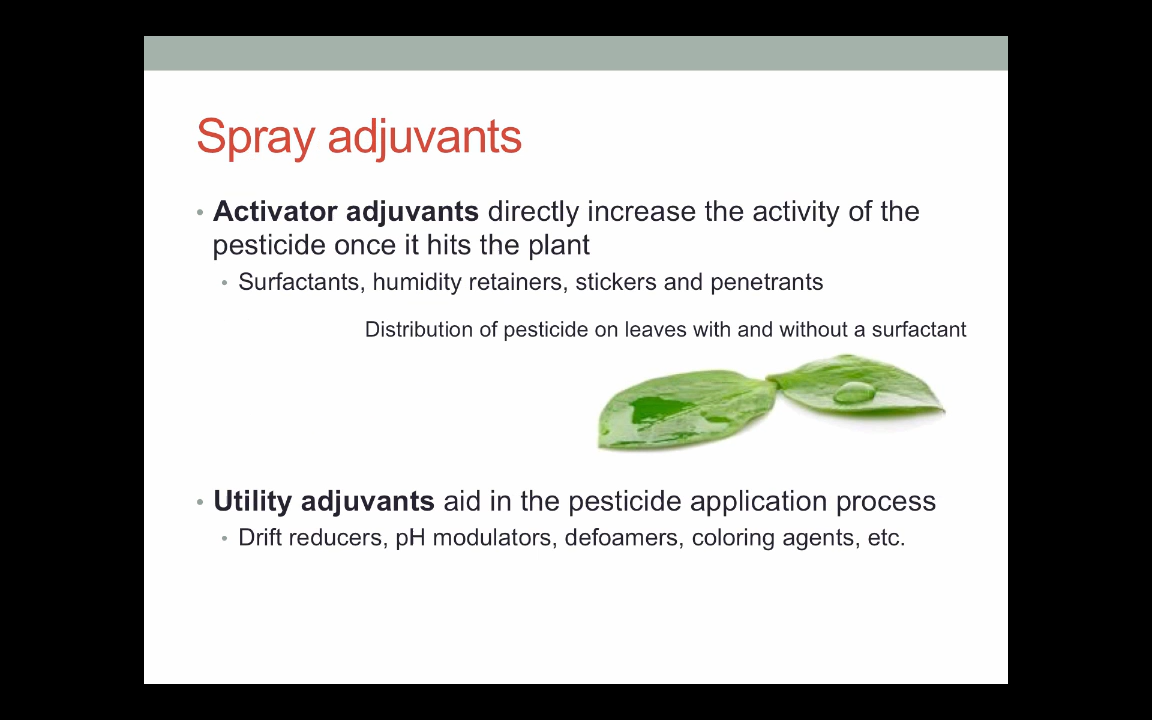 Spray adjuvants
• Activator adjuvants directly increase the activity of the
pesticide once it hits the plant
• Surfactants, humidity retainers, stickers and penetrants
Distribution of pesticide on leaves with and without a surfactant
• Utility adjuvants aid in the pesticide application process
• Drift reducers, pH modulators, defoamers, coloring agents, etc.